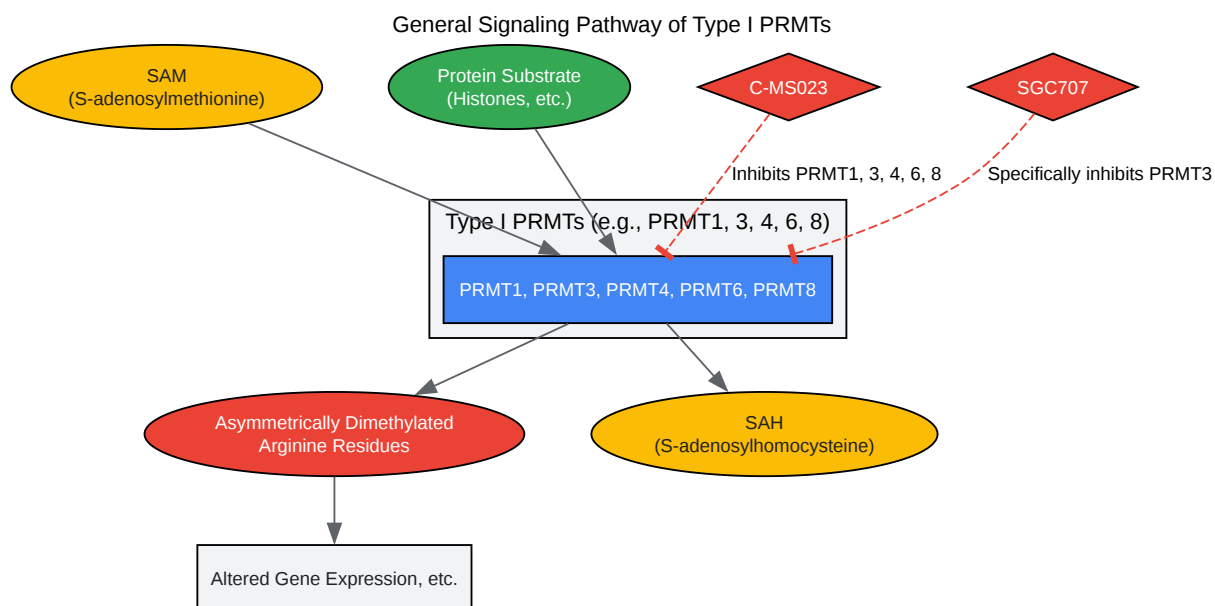 General Signaling Pathway of Type I PRMTs
SAM
(S-adenosylmethionine)
Protein Substrate
(Histones, etc.)
C-MS023
SGC707
Inhibits PRMT1, 3, 4, 6, 8
Specifically inhibits PRMT3
Type I PRMTs (e.g., PRMT1, 3, 4, 6, 8)
PRMT1, PRMT3, PRMT4, PRMT6, PRMT8
Asymmetrically Dimethylated
Arginine Residues
SAH
(S-adenosylhomocysteine)
Altered Gene Expression, etc.